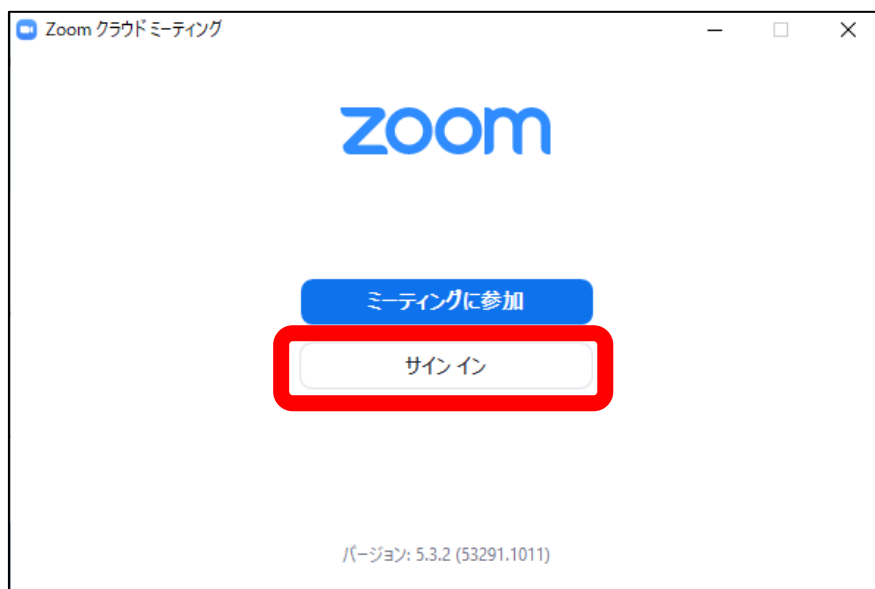 Zoom クラウド ミーティング
zoom
ミーティングに参加
サイン イン
バージョン: 5.3.2 (53291.1011)